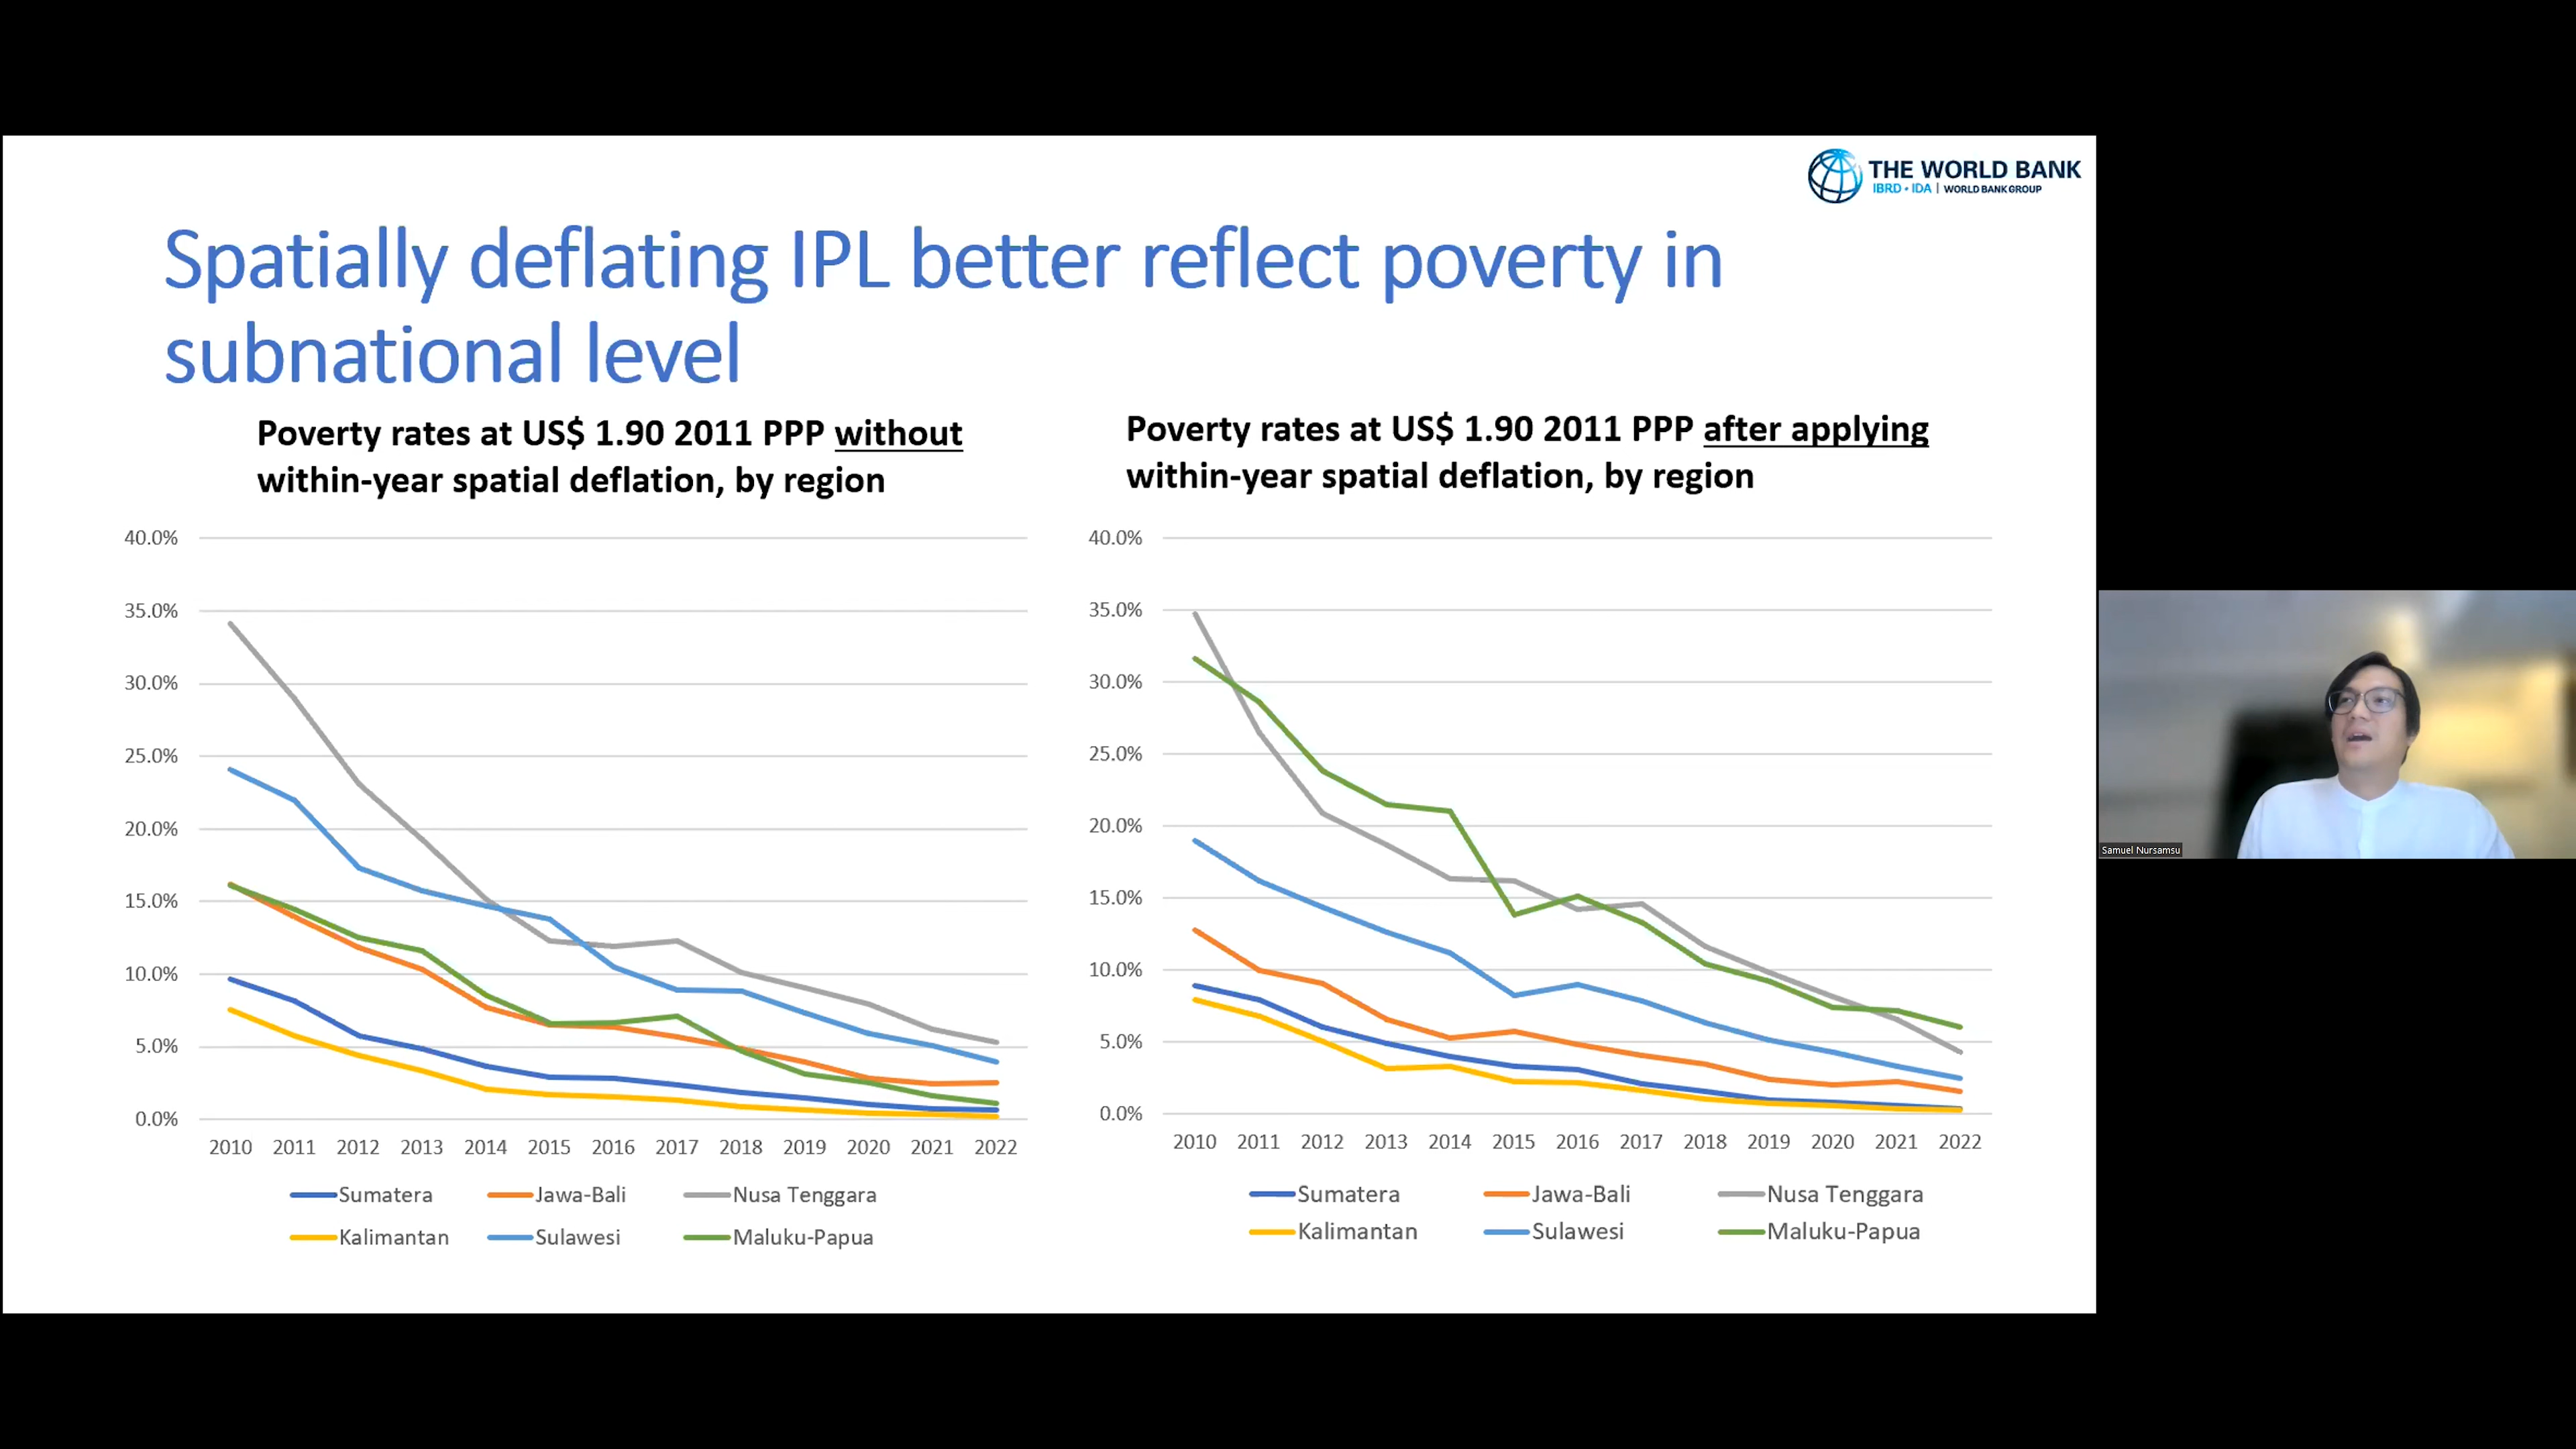 THE WORLD BANK
IBRD • IDA | WORLD BANK GROUP
Spatially deflating IPL better reflect poverty in
subnational level
Poverty rates at US$ 1.90 2011 PPP without
within-year spatial deflation, by region
40.0%
35.0%
30.0%
25.0%
20.0%
15.0%
10.0%
5.0%
0.0%
2010 2011 2012 2013 2014 2015 2016 2017 2018 2019 2020 2021 2022
Sumatera Jawa-Bali Nusa Tenggara
Kalimantan Sulawesi Maluku-Papua
Poverty rates at US$ 1.90 2011 PPP after applying
within-year spatial deflation, by region
40.0%
35.0%
30.0%
25.0%
20.0%
15.0%
10.0%
5.0%
0.0%
2010 2011 2012 2013 2014 2015 2016 2017 2018 2019 2020 2021 2022
Sumatera Jawa-Bali Nusa Tenggara
Kalimantan Sulawesi Maluku-Papua
Samuel Nursamsu